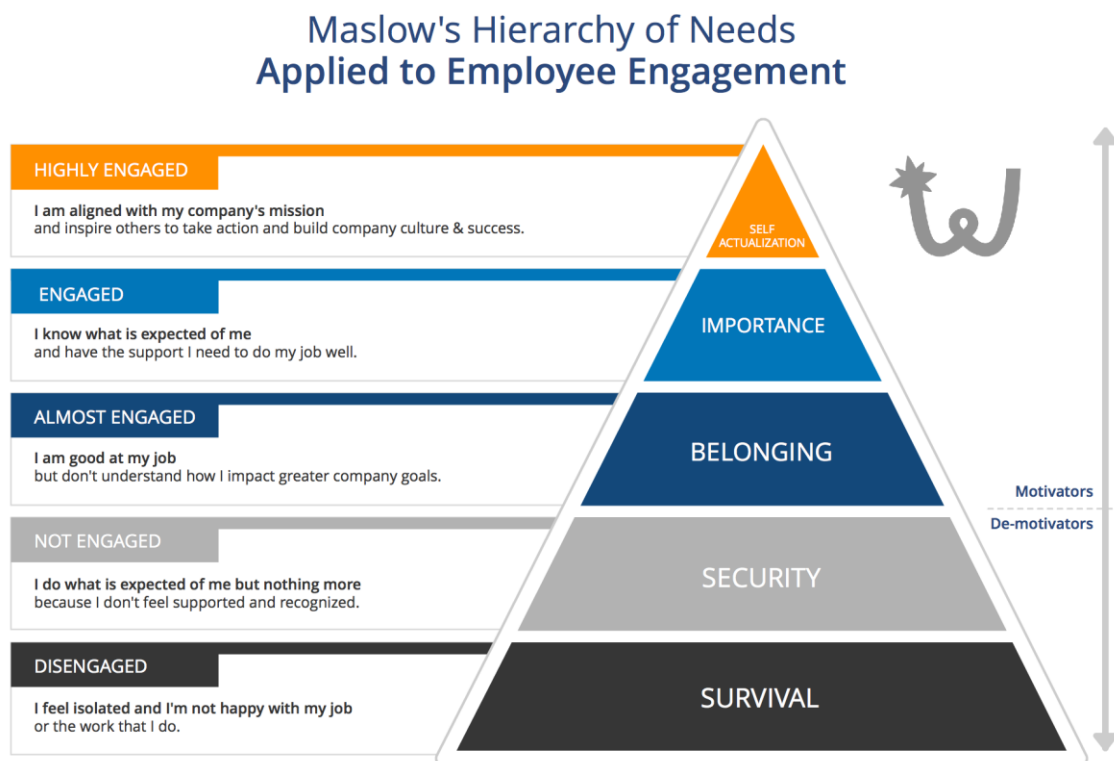 Maslow's Hierarchy of Needs
Applied to Employee Engagement
HIGHLY ENGAGED
I am aligned with my company's mission
and inspire others to take action and build company culture & success.
SELF
ACTUALIZATION
ENGAGED
I know what is expected of me
and have the support I need to do my job well.
IMPORTANCE
ALMOST ENGAGED
I am good at my job
but don't understand how I impact greater company goals.
BELONGING
Motivators
De-motivators
NOT ENGAGED
I do what is expected of me but nothing more
because I don't feel supported and recognized.
SECURITY
DISENGAGED
I feel isolated and I'm not happy with my job
or the work that I do.
SURVIVAL